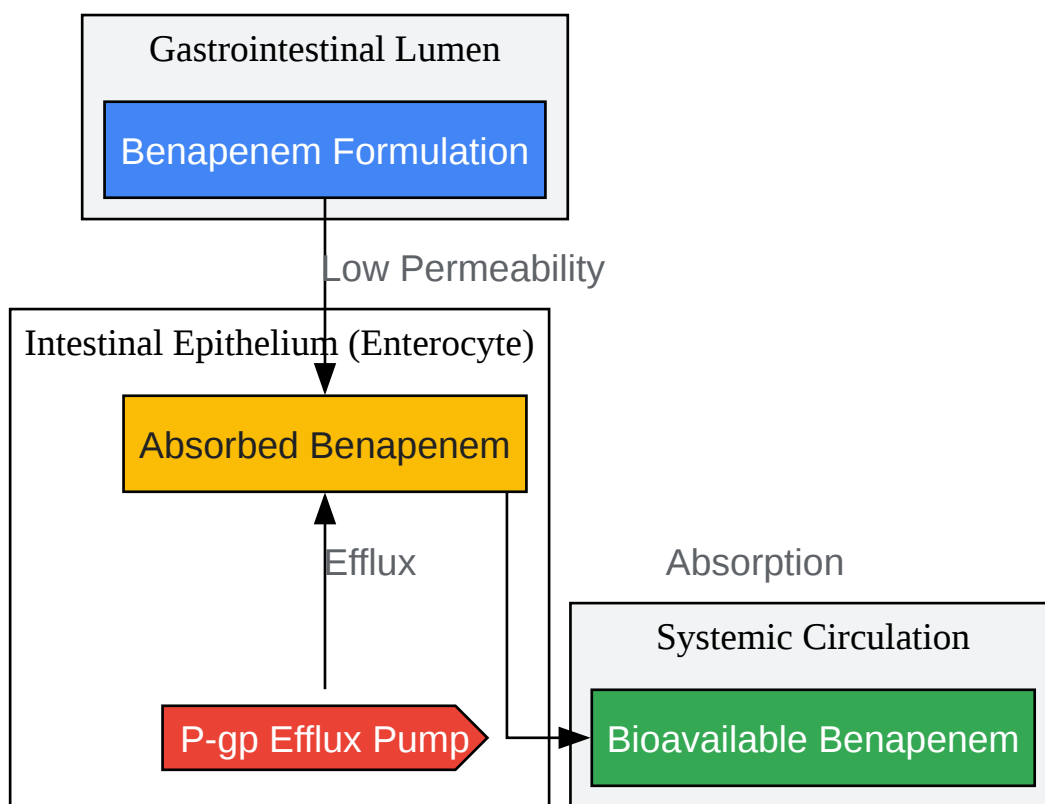 Gastrointestinal Lumen
Benapenem Formulation
Low Permeability
Intestinal Epithelium (Enterocyte)
Absorbed Benapenem
Efflux
Absorption
Systemic Circulation
P-gp Efflux Pump
Bioavailable Benapenem